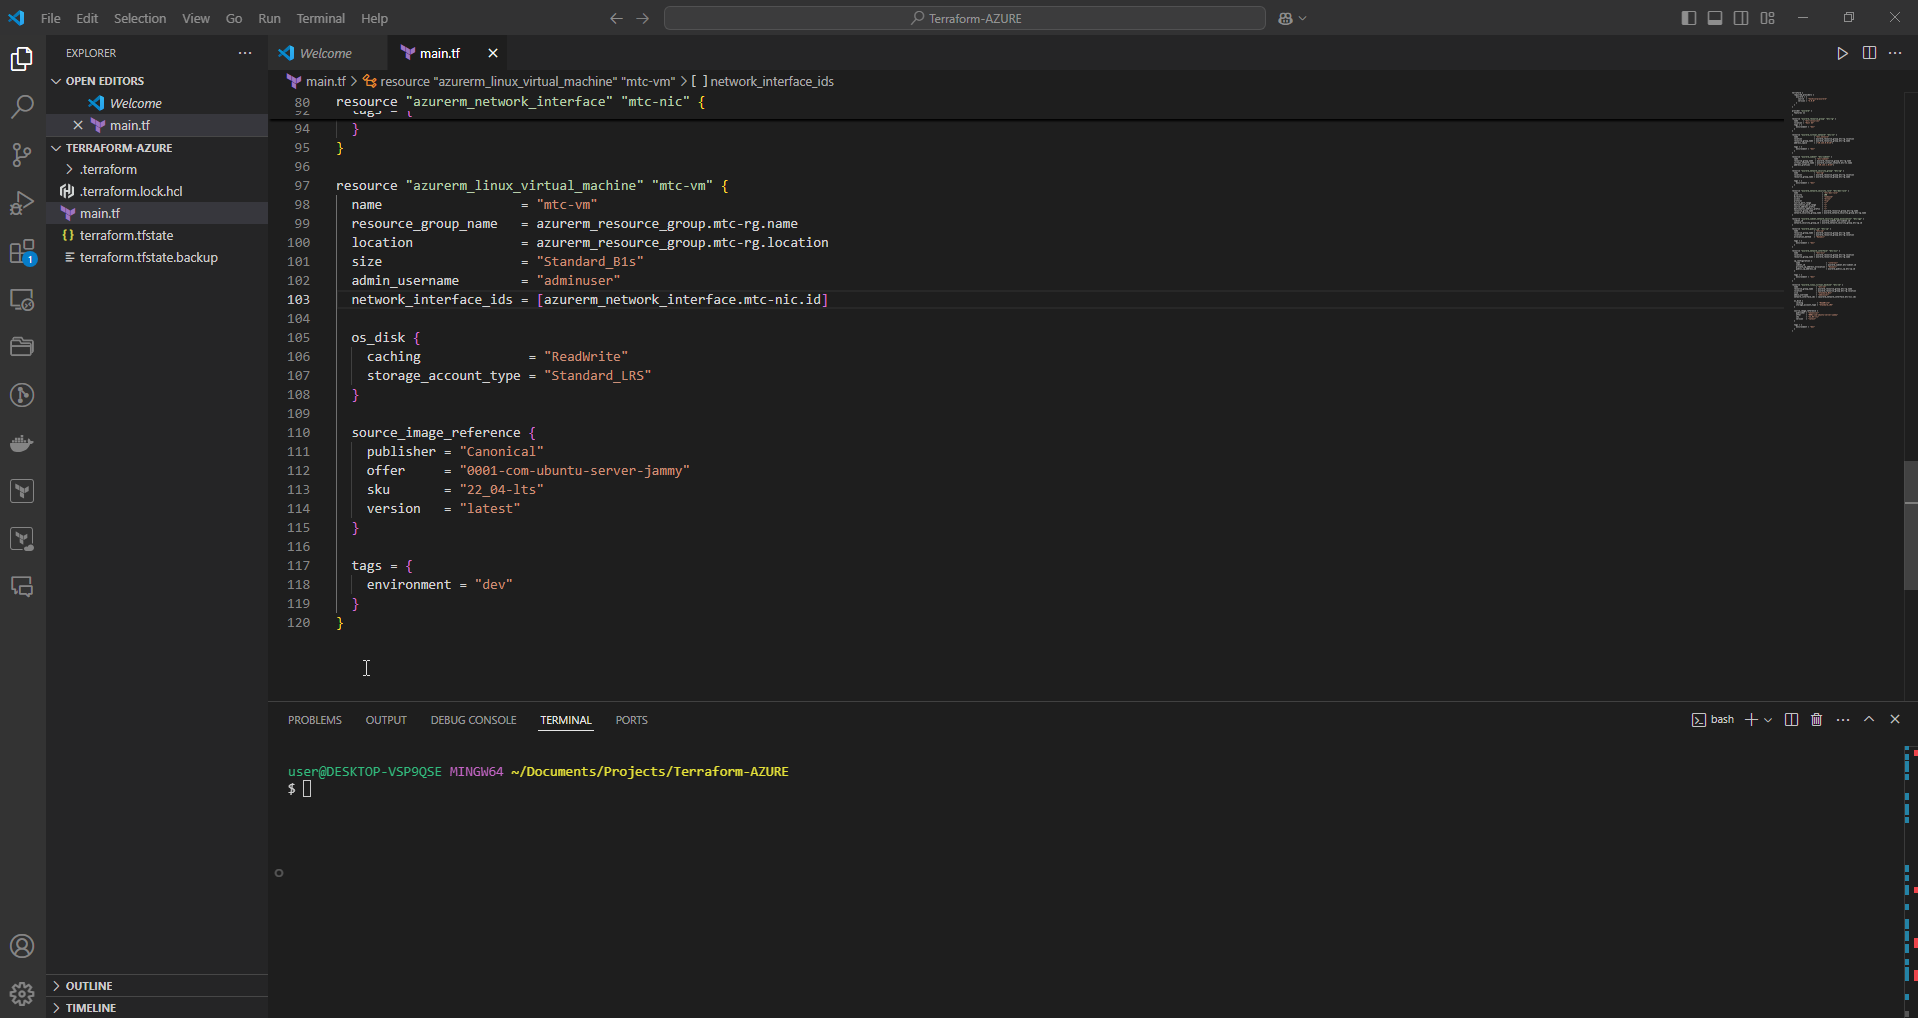 File Edit Selection View Go Run Terminal Help
Terraform-AZURE
EXPLORER
OPEN EDITORS
Welcome
main.tf
TERRAFORM-AZURE
.terraform
.terraform.lock.hcl
main.tf
terraform.tfstate
terraform.tfstate.backup
OUTLINE
TIMELINE
1
Welcome main.tf
main.tf > resource "azurerm_linux_virtual_machine" "mtc-vm" > [ ] network_interface_ids
80 resource "azurerm_network_interface" "mtc-nic" {
92 tags = {
94 }
95 }
96
97 resource "azurerm_linux_virtual_machine" "mtc-vm" {
98 name = "mtc-vm"
99 resource_group_name = azurerm_resource_group.mtc-rg.name
100 location = azurerm_resource_group.mtc-rg.location
101 size = "Standard_B1s"
102 admin_username = "adminuser"
103 network_interface_ids = [azurerm_network_interface.mtc-nic.id]
104
105 os_disk {
106 caching = "ReadWrite"
107 storage_account_type = "Standard_LRS"
108 }
109
110 source_image_reference {
111 publisher = "Canonical"
112 offer = "0001-com-ubuntu-server-jammy"
113 sku = "22_04-lts"
114 version = "latest"
115 }
116
117 tags = {
118 environment = "dev"
119 }
120 }
PROBLEMS OUTPUT DEBUG CONSOLE TERMINAL PORTS
bash
user@DESKTOP-VSP9QSE MINGW64 ~/Documents/Projects/Terraform-AZURE
$